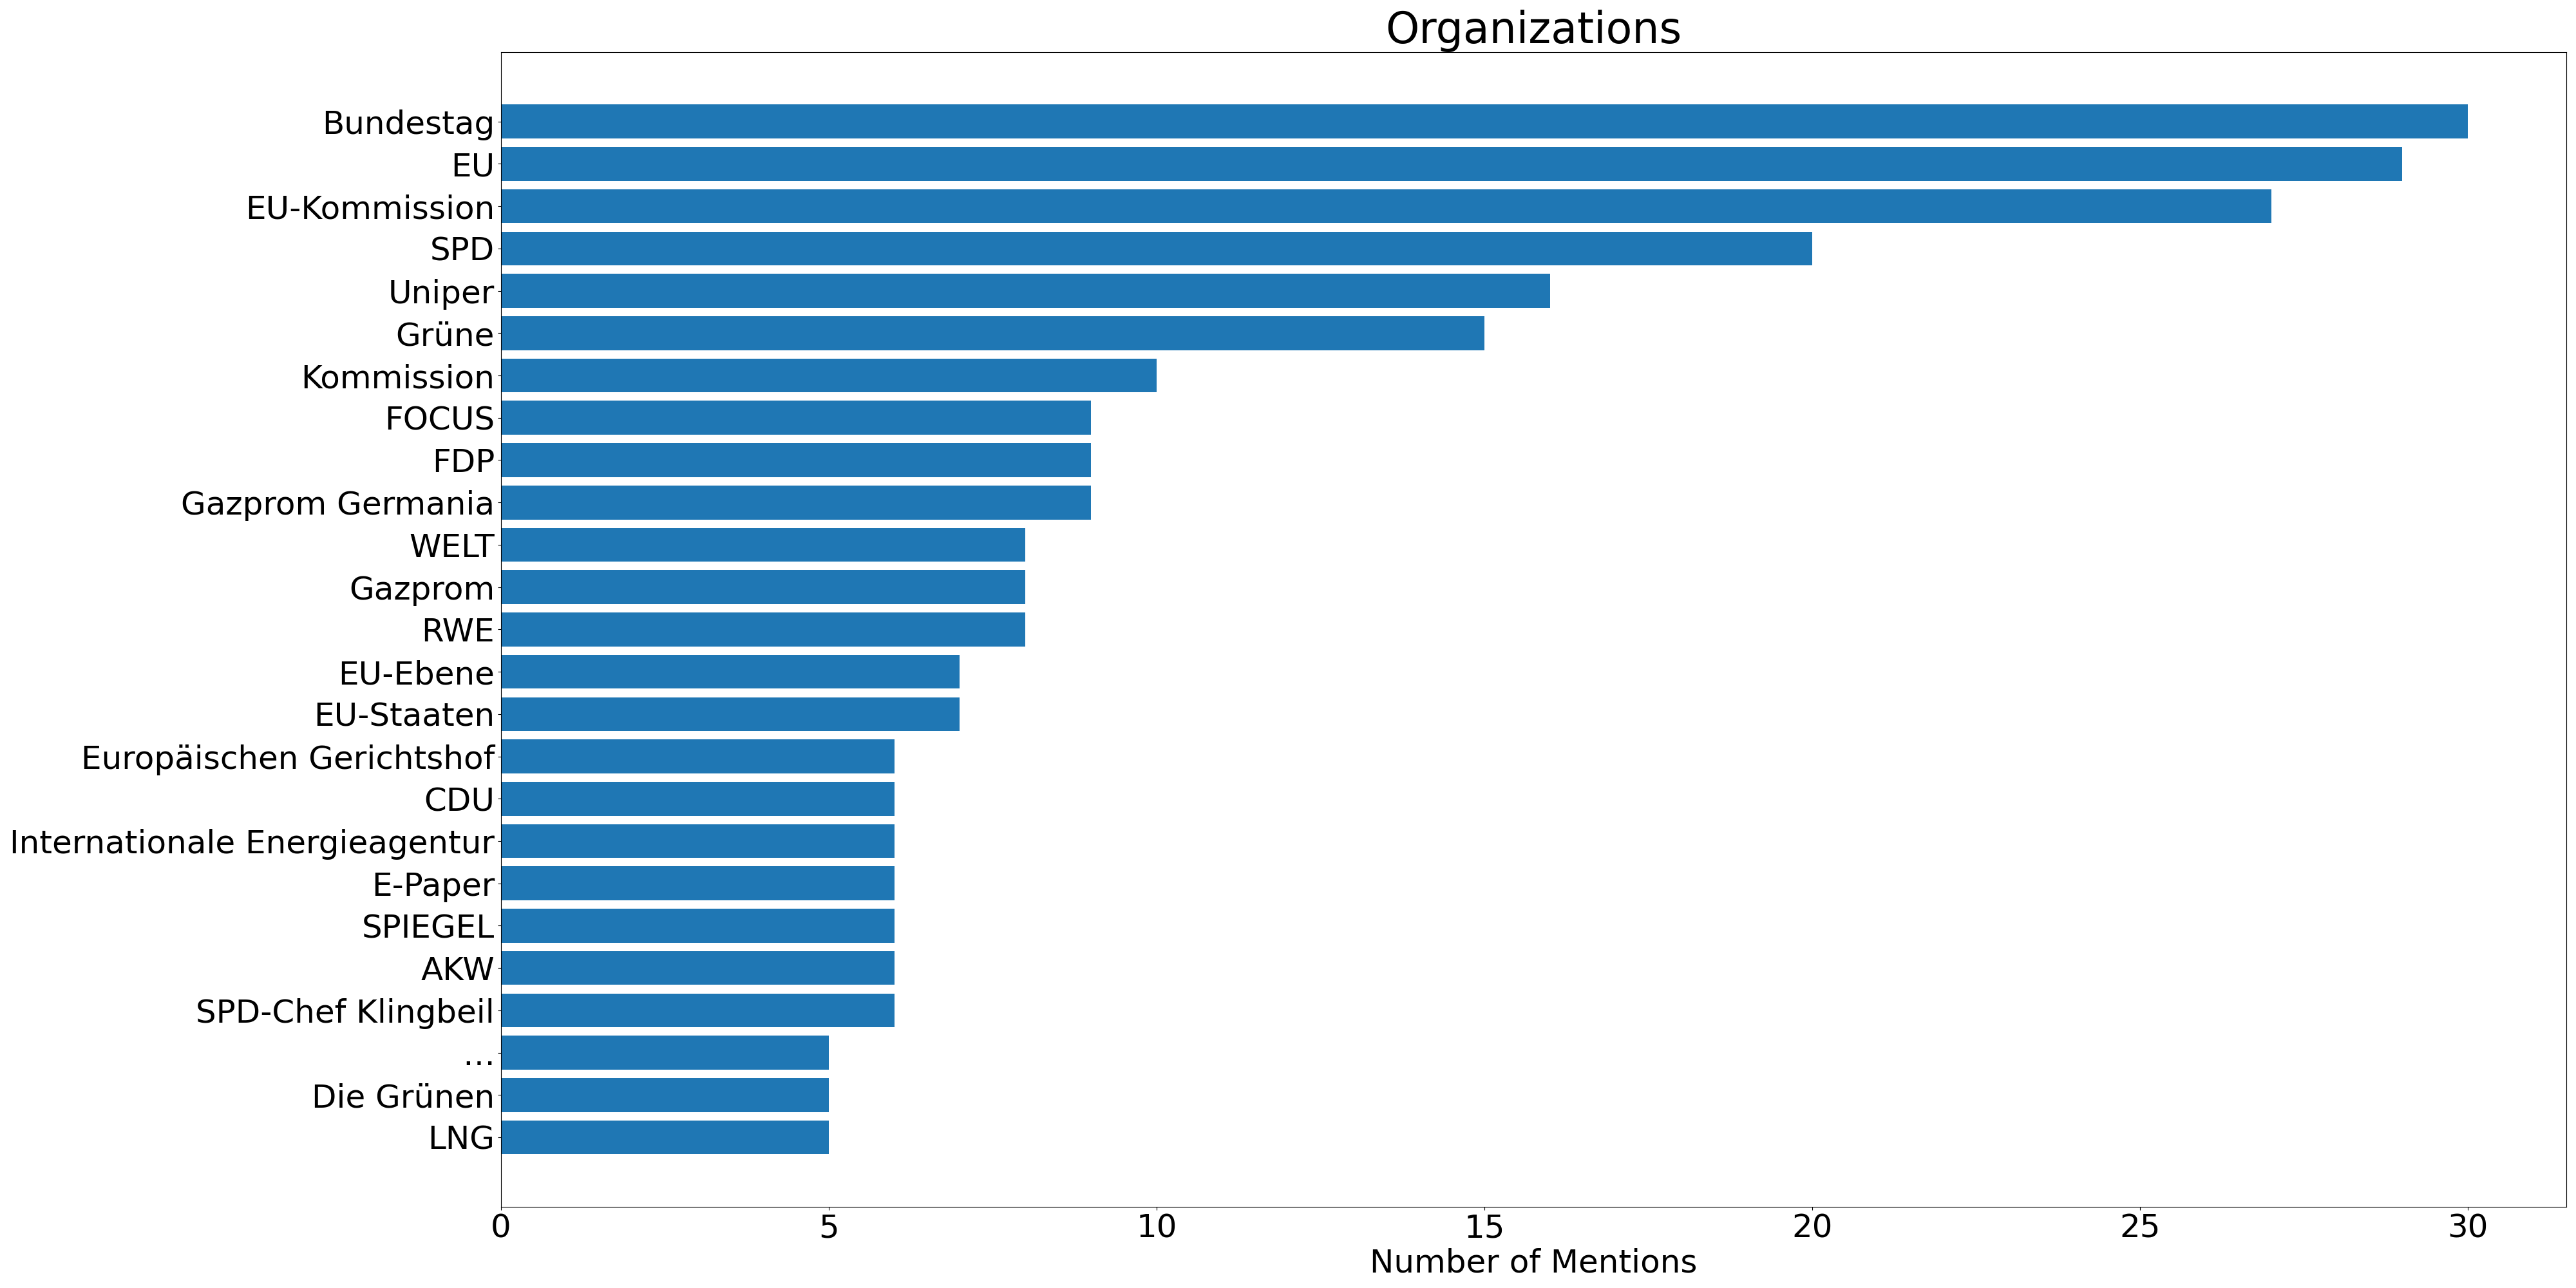 Organizations
Bundestag
EU
EU-Kommission
SPD
Uniper
Grüne
Kommission
FOCUS
FDP
Gazprom Germania
WELT
Gazprom
RWE
EU-Ebene
EU-Staaten
Europäischen Gerichtshof
CDU
Internationale Energieagentur
E-Paper
SPIEGEL
AKW
SPD-Chef Klingbeil
...
Die Grünen
LNG
0 5 10 15 20 25 30
Number of Mentions